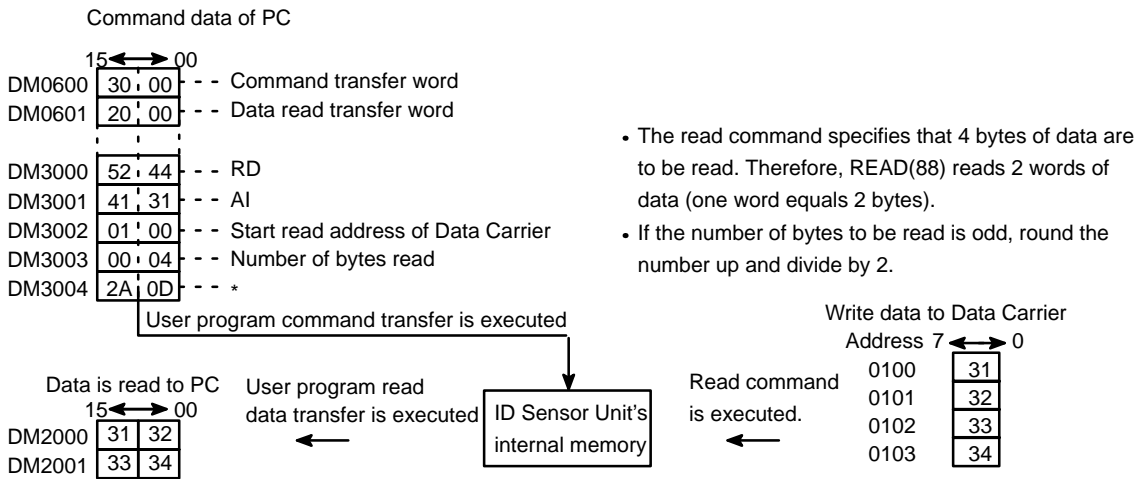 Command data of PC
15 00
DM0600 30 00 - - - Command transfer word
DM0601 20 00 - - - Data read transfer word
DM3000 52 44 - - - RD
DM3001 41 31 - - - AI
DM3002 01 00 - - - Start read address of Data Carrier
DM3003 00 04 - - - Number of bytes read
DM3004 2A 0D - - - *
• The read command specifies that 4 bytes of data are
to be read. Therefore, READ(88) reads 2 words of
data (one word equals 2 bytes).
• If the number of bytes to be read is odd, round the
number up and divide by 2.
User program command transfer is executed
Write data to Data Carrier
Address 7 0
0100 31
0101 32
0102 33
0103 34
Read command
is executed.
ID Sensor Unit's
internal memory
User program read
data transfer is executed
Data is read to PC
15 00
DM2000 31 32
DM2001 33 34